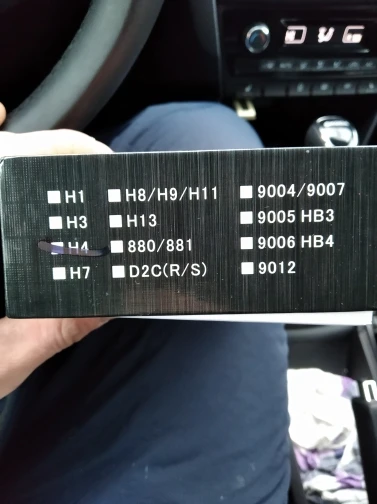 H1 H8/H9/H11 9004/9007
H3 H13 9005 HB3
H4 880/881 9006 HB4
H7 D2C(R/S) 9012